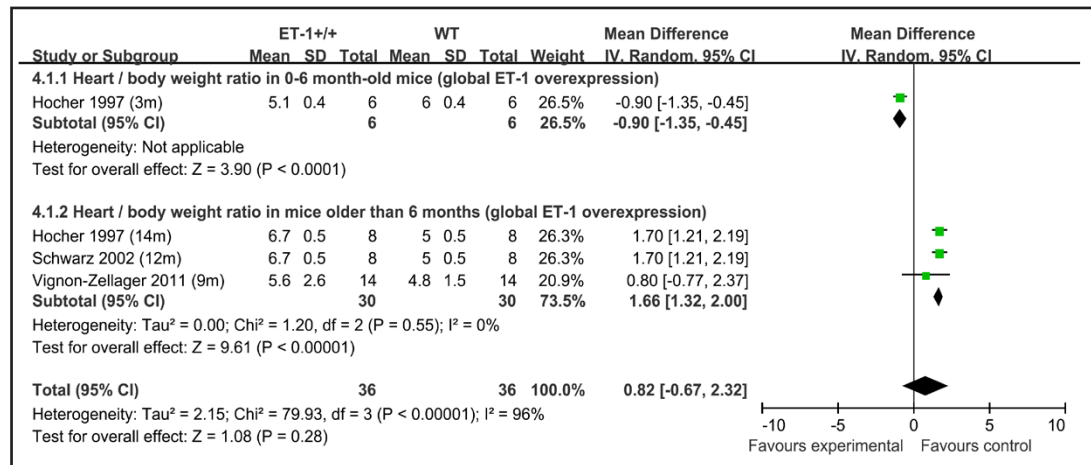 ET-1+/+ WT Mean Difference Mean Difference
Study or Subgroup Mean SD Total Mean SD Total Weight IV. Random. 95% CI IV. Random. 95% CI
4.1.1 Heart / body weight ratio in 0-6 month-old mice (global ET-1 overexpression)
Hocher 1997 (3m) 5.1 0.4 6 6 0.4 6 26.5% -0.90 [-1.35, -0.45]
Subtotal (95% CI) 6 6 26.5% -0.90 [-1.35, -0.45]
Heterogeneity: Not applicable
Test for overall effect: Z = 3.90 (P < 0.0001)
4.1.2 Heart / body weight ratio in mice older than 6 months (global ET-1 overexpression)
Hocher 1997 (14m) 6.7 0.5 8 5 0.5 8 26.3% 1.70 [1.21, 2.19]
Schwarz 2002 (12m) 6.7 0.5 8 5 0.5 8 26.3% 1.70 [1.21, 2.19]
Vignon-Zellager 2011 (9m) 5.6 2.6 14 4.8 1.5 14 20.9% 0.80 [-0.77, 2.37]
Subtotal (95% CI) 30 30 73.5% 1.66 [1.32, 2.00]
Heterogeneity: Tau² = 0.00; Chi² = 1.20, df = 2 (P = 0.55); I² = 0%
Test for overall effect: Z = 9.61 (P < 0.00001)
Total (95% CI) 36 36 100.0% 0.82 [-0.67, 2.32]
Heterogeneity: Tau² = 2.15; Chi² = 79.93, df = 3 (P < 0.00001); I² = 96%
Test for overall effect: Z = 1.08 (P = 0.28)
-10 -5 0 5 10
Favours experimental Favours control